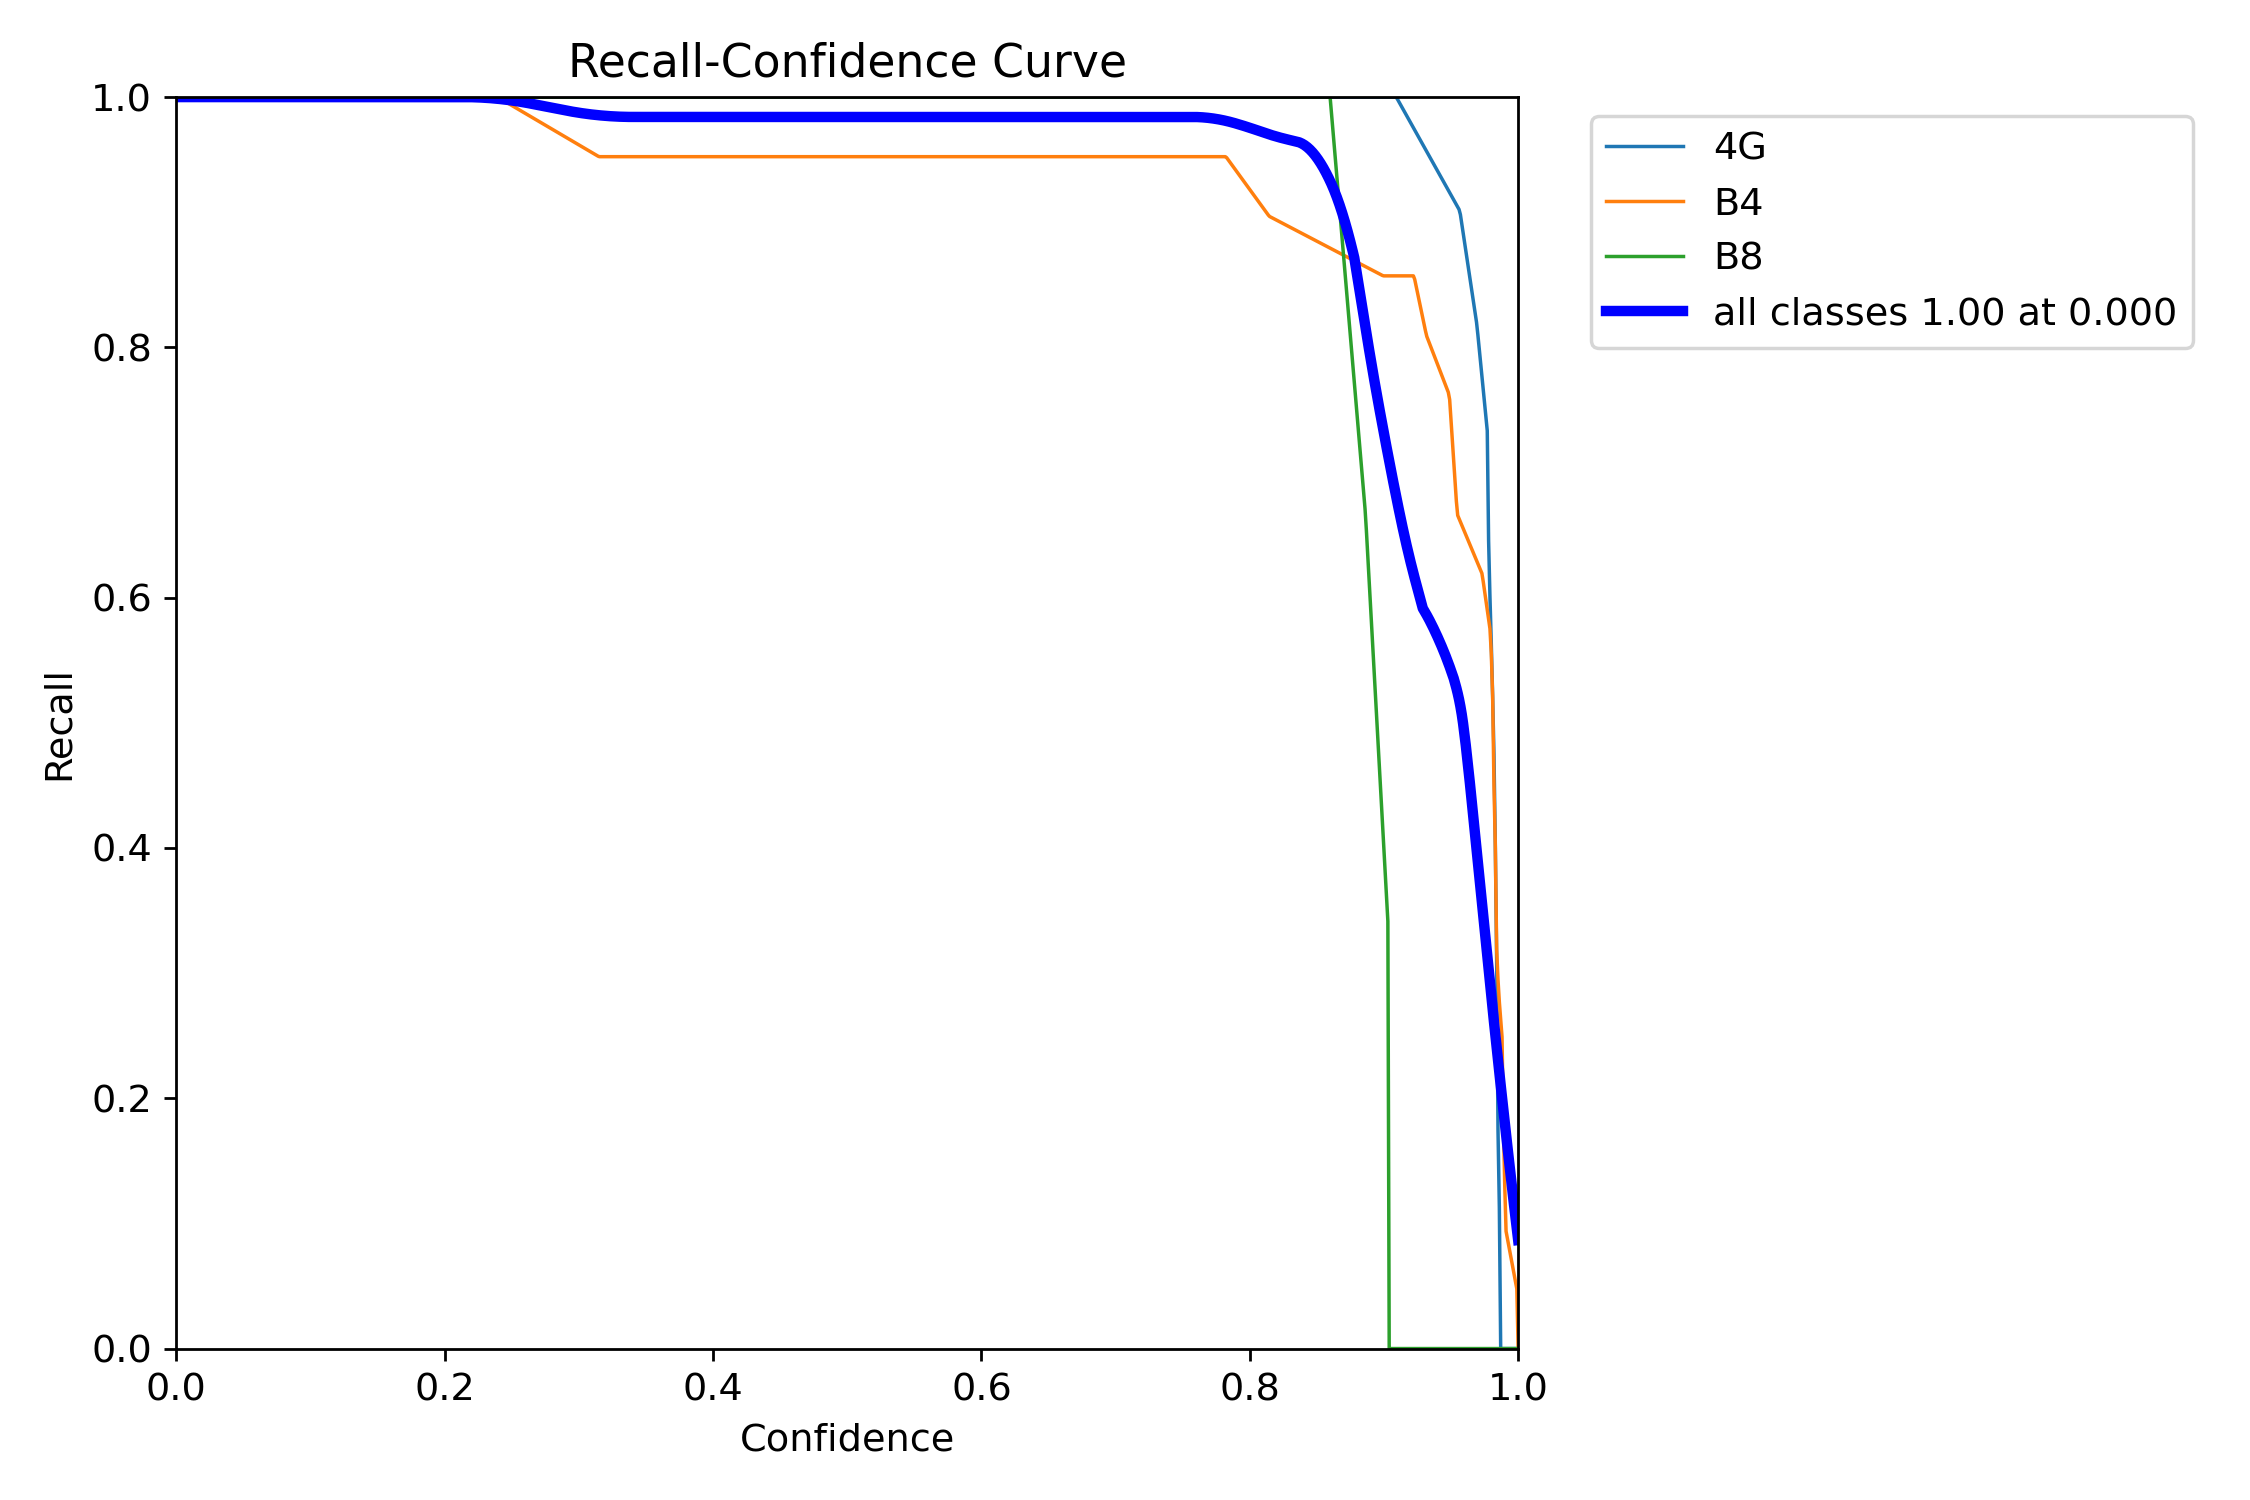 Recall-Confidence Curve
1.0
0.8
0.6
0.4
0.2
0.0
Recall
0.0 0.2 0.4 0.6 0.8 1.0
Confidence
4G
B4
B8
all classes 1.00 at 0.000